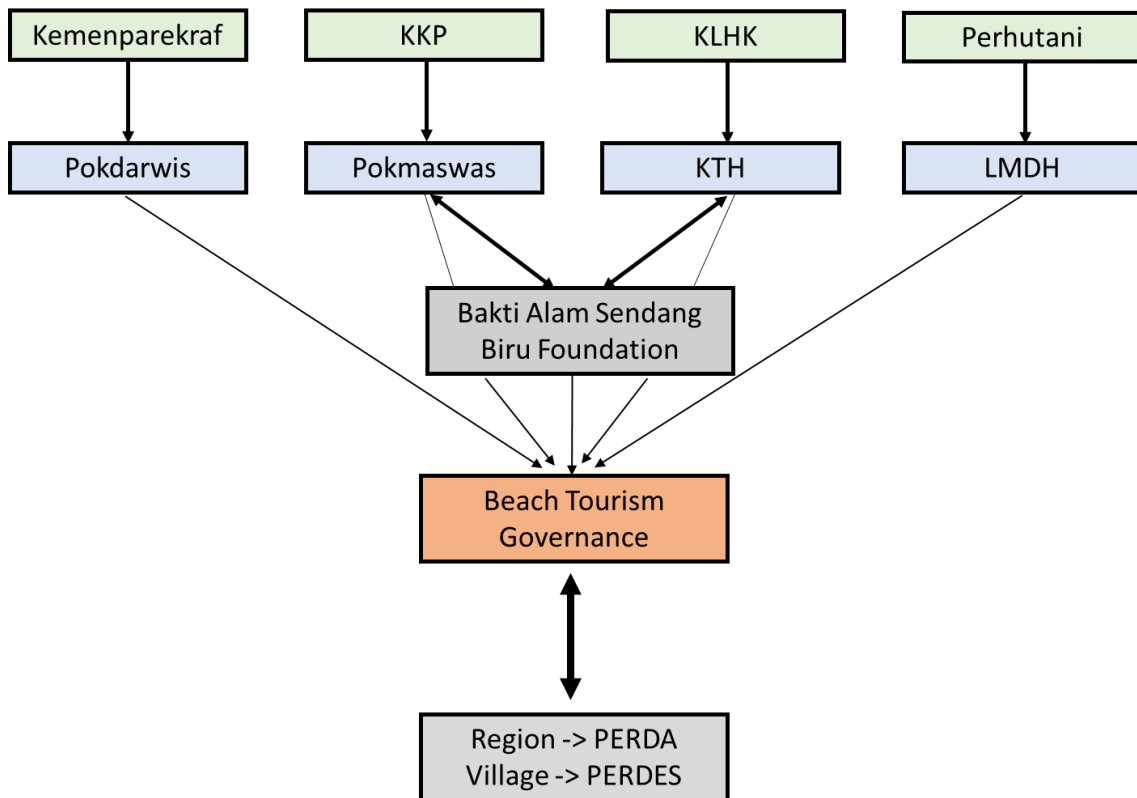 Kemenparekraf
KKP
KLHK
Perhutani
Pokdarwis
Pokmaswas
KTH
LMDH
Bakti Alam Sendang
Biru Foundation
Beach Tourism
Governance
Region -> PERDA
Village -> PERDES